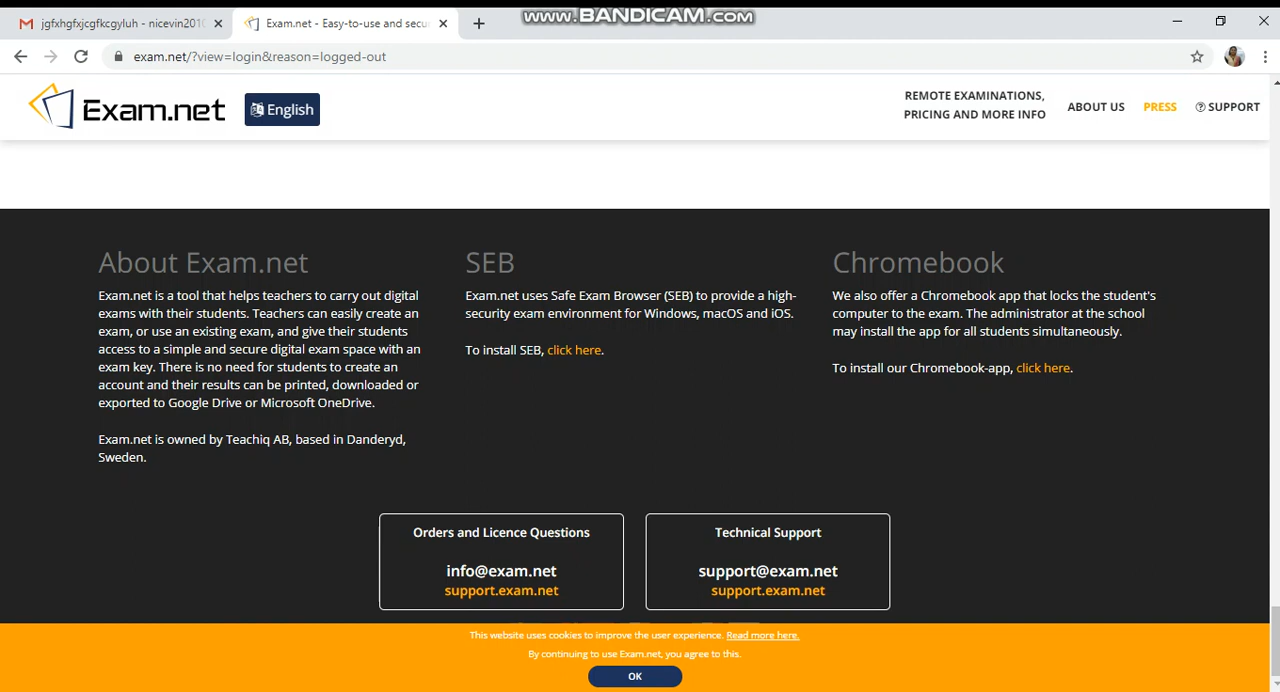 www.BANDICAM.com
jgfxhgfxjcgfkcgyluh - nicevin201
Exam.net - Easy-to-use and secu
exam.net/?view=login&reason=logged-out
Exam.net
English
REMOTE EXAMINATIONS,
PRICING AND MORE INFO
ABOUT US
PRESS
SUPPORT
About Exam.net
Exam.net is a tool that helps teachers to carry out digital
exams with their students. Teachers can easily create an
exam, or use an existing exam, and give their students
access to a simple and secure digital exam space with an
exam key. There is no need for students to create an
account and their results can be printed, downloaded or
exported to Google Drive or Microsoft OneDrive.
Exam.net is owned by Teachiq AB, based in Danderyd,
Sweden.
SEB
Exam.net uses Safe Exam Browser (SEB) to provide a high-
security exam environment for Windows, macOS and iOS.
To install SEB, click here.
Chromebook
We also offer a Chromebook app that locks the student's
computer to the exam. The administrator at the school
may install the app for all students simultaneously.
To install our Chromebook-app, click here.
Orders and Licence Questions
info@exam.net
support.exam.net
Technical Support
support@exam.net
support.exam.net
This website uses cookies to improve the user experience. Read more here.
By continuing to use Exam.net, you agree to this.
OK